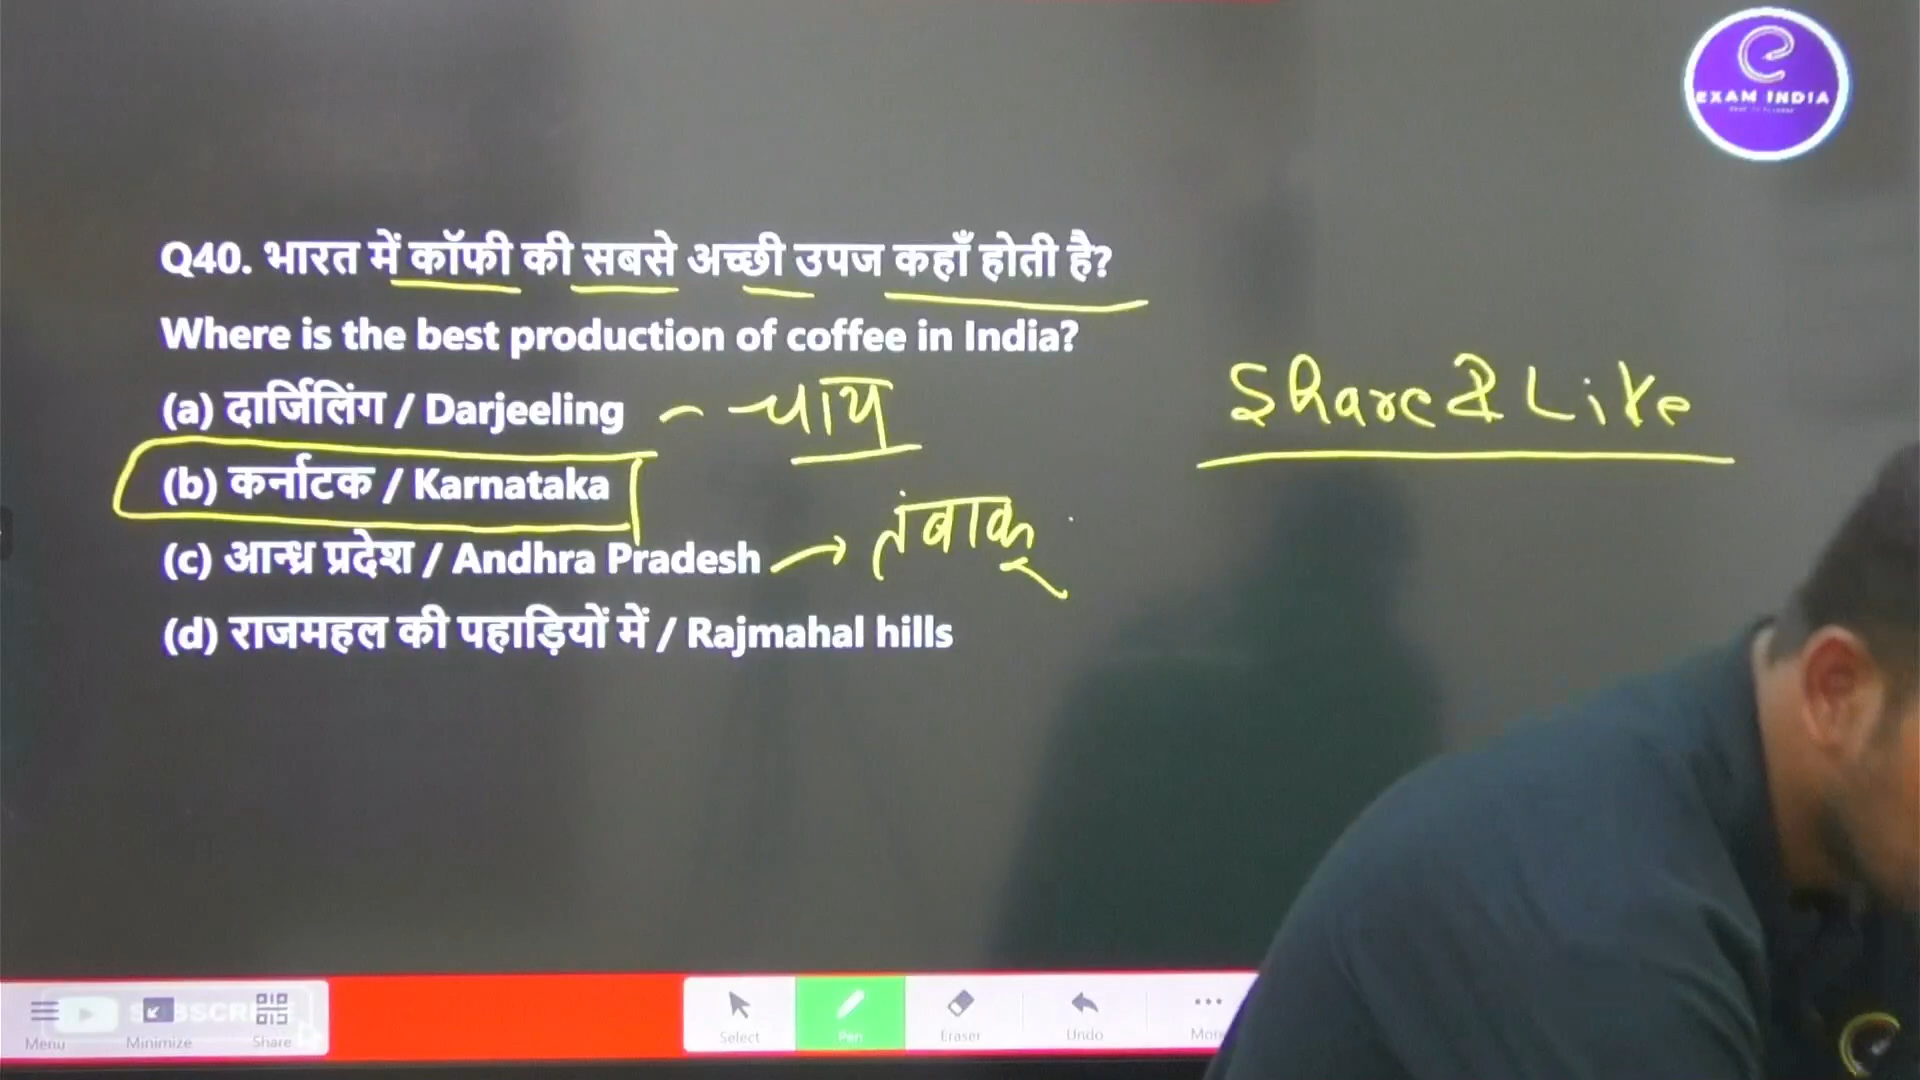 EXAM INDIA
Q40. भारत में कॉफी की सबसे अच्छी उपज कहाँ होती है?
Where is the best production of coffee in India?
(a) दार्जिलिंग / Darjeeling - चाय
Share & Like
(b) कर्नाटक / Karnataka
(c) आन्ध्र प्रदेश / Andhra Pradesh → तंबाकू
(d) राजमहल की पहाड़ियों में / Rajmahal hills
Menu
Minimize
Share
Select
Pen
Eraser
Undo